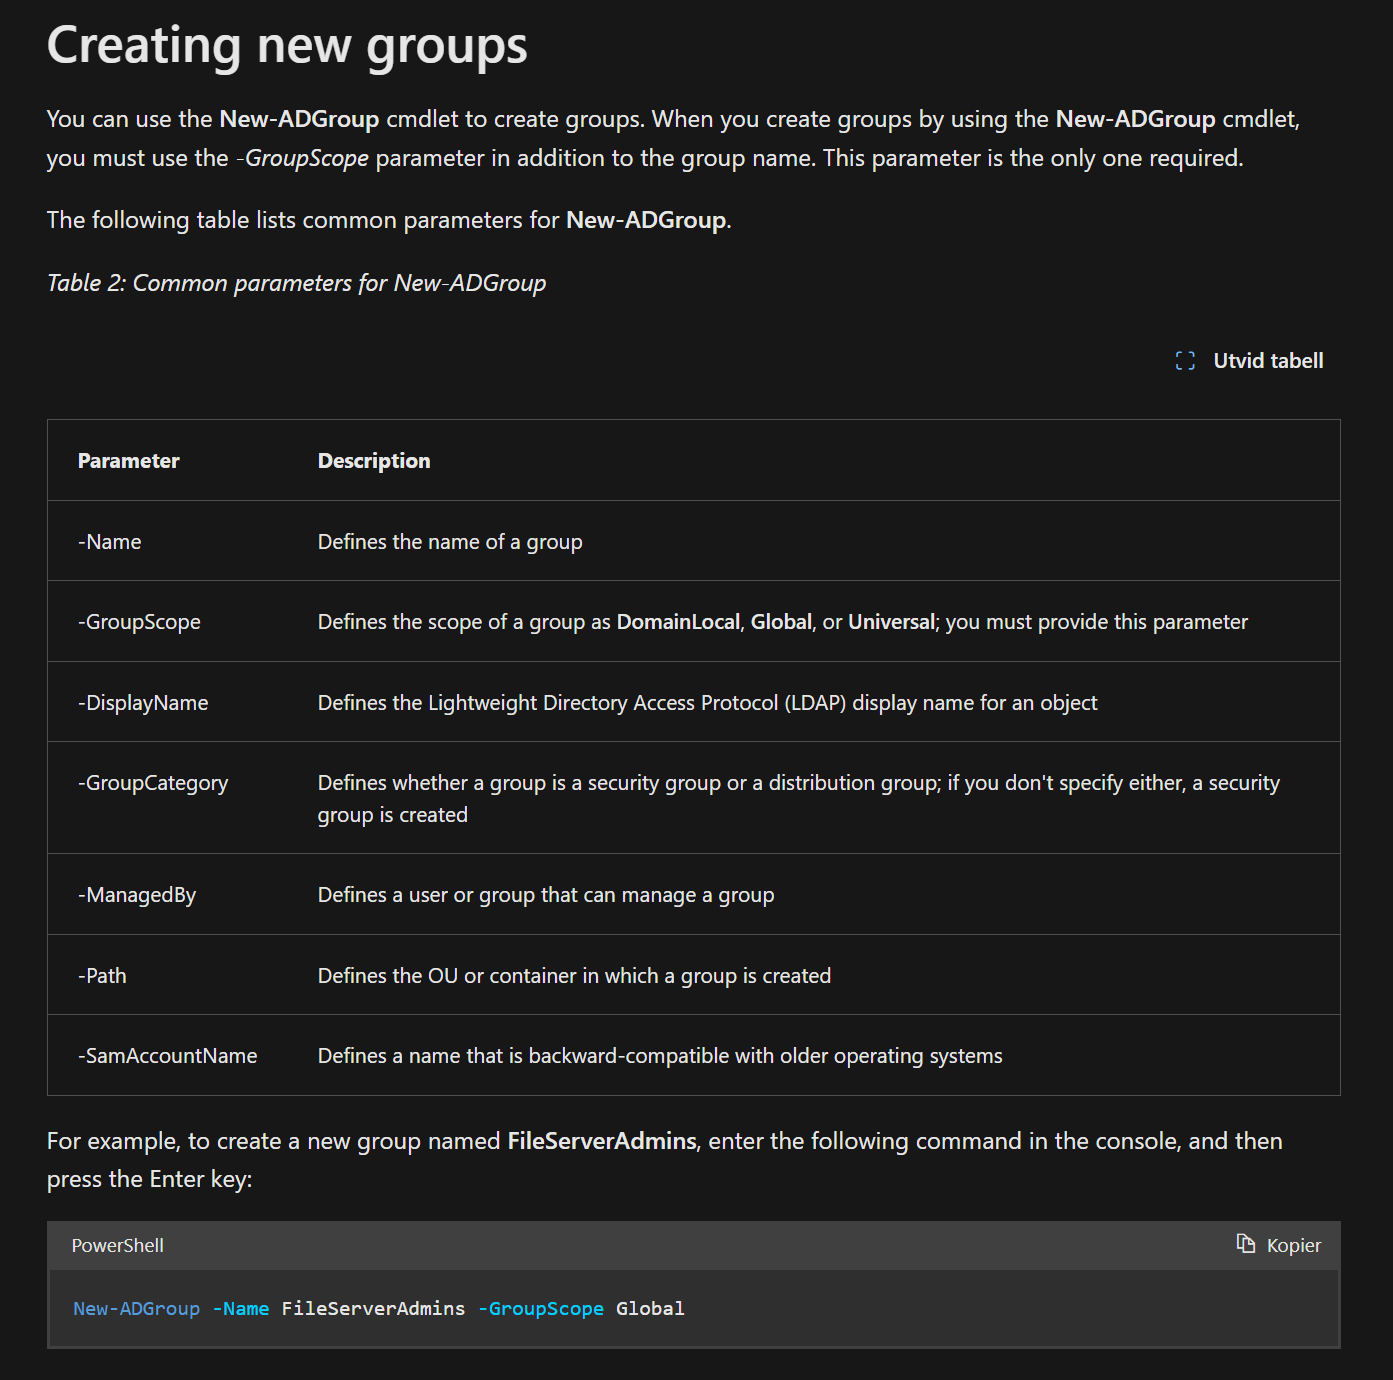 Creating new groups
You can use the New-ADGroup cmdlet to create groups. When you create groups by using the New-ADGroup cmdlet,
you must use the -GroupScope parameter in addition to the group name. This parameter is the only one required.
The following table lists common parameters for New-ADGroup.
Table 2: Common parameters for New-ADGroup
Utvid tabell
Parameter Description
-Name Defines the name of a group
-GroupScope Defines the scope of a group as DomainLocal, Global, or Universal; you must provide this parameter
-DisplayName Defines the Lightweight Directory Access Protocol (LDAP) display name for an object
-GroupCategory Defines whether a group is a security group or a distribution group; if you don't specify either, a security
group is created
-ManagedBy Defines a user or group that can manage a group
-Path Defines the OU or container in which a group is created
-SamAccountName Defines a name that is backward-compatible with older operating systems
For example, to create a new group named FileServerAdmins, enter the following command in the console, and then
press the Enter key:
PowerShell Kopier
New-ADGroup -Name FileServerAdmins -GroupScope Global